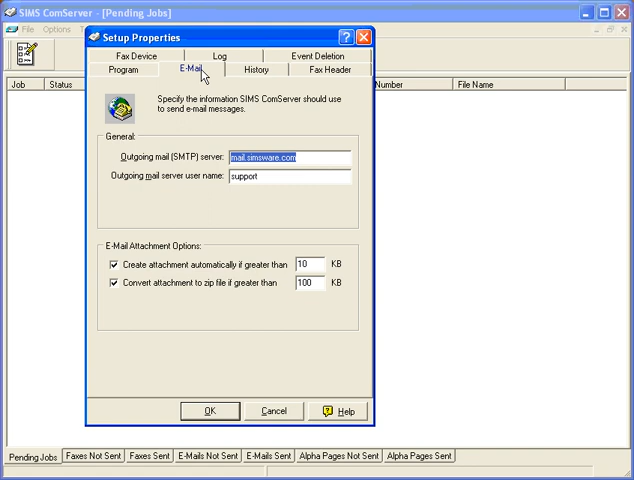 SIMS ComServer - [Pending Jobs]
File Options
Job Status Number File Name
Setup Properties
Fax Device Log Event Deletion
Program E-Mail History Fax Header
Specify the information SIMS ComServer should use
to send e-mail messages.
General:
Outgoing mail (SMTP) server: mail.simsware.com
Outgoing mail server user name: support
E-Mail Attachment Options:
Create attachment automatically if greater than 10 KB
Convert attachment to zip file if greater than 100 KB
OK Cancel Help
Pending Jobs Faxes Not Sent Faxes Sent E-Mails Not Sent E-Mails Sent Alpha Pages Not Sent Alpha Pages Sent